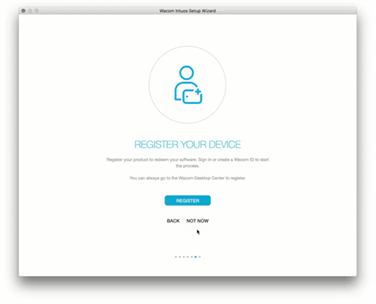 Wacom Intuos Setup Wizard
REGISTER YOUR DEVICE
Register your product to redeem your software. Sign in or create a Wacom ID to start
the process.
You can always go to the Wacom Desktop Center to register
REGISTER
BACK NOT NOW